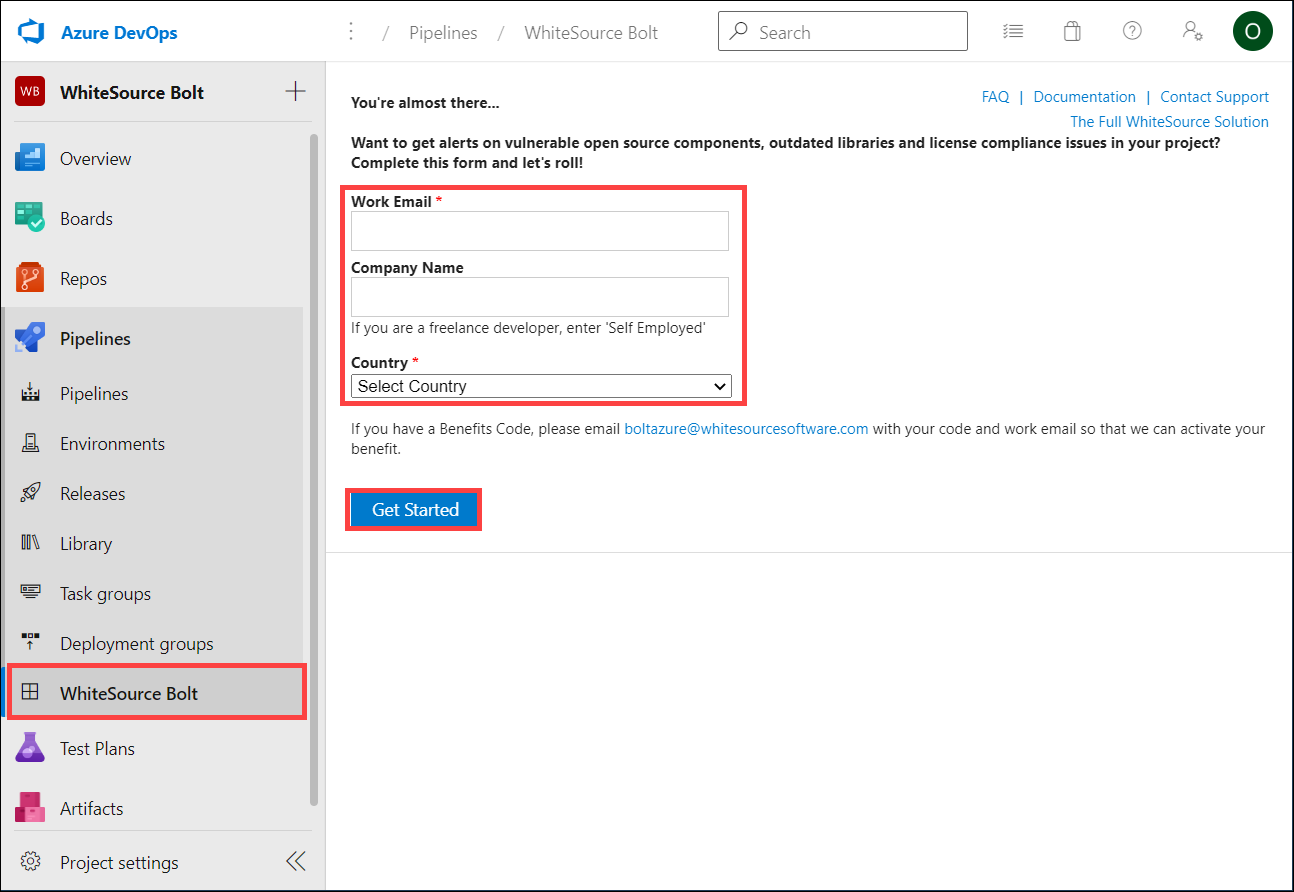 Azure DevOps
/ Pipelines / WhiteSource Bolt
Search
O
WB
WhiteSource Bolt
Overview
Boards
Repos
Pipelines
Pipelines
Environments
Releases
Library
Task groups
Deployment groups
WhiteSource Bolt
Test Plans
Artifacts
Project settings
You're almost there...
FAQ | Documentation | Contact Support
The Full WhiteSource Solution
Want to get alerts on vulnerable open source components, outdated libraries and license compliance issues in your project?
Complete this form and let's roll!
Work Email *
Company Name
If you are a freelance developer, enter 'Self Employed'
Country *
Select Country
If you have a Benefits Code, please email boltazure@whitesourcesoftware.com with your code and work email so that we can activate your
benefit.
Get Started